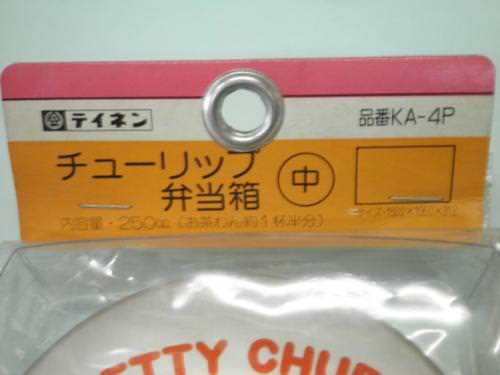 テイネン
品番KA-4P
チューリップ
弁当箱
中
内容量・250cc(お茶わん約1杯半分)
ETTY CHUR